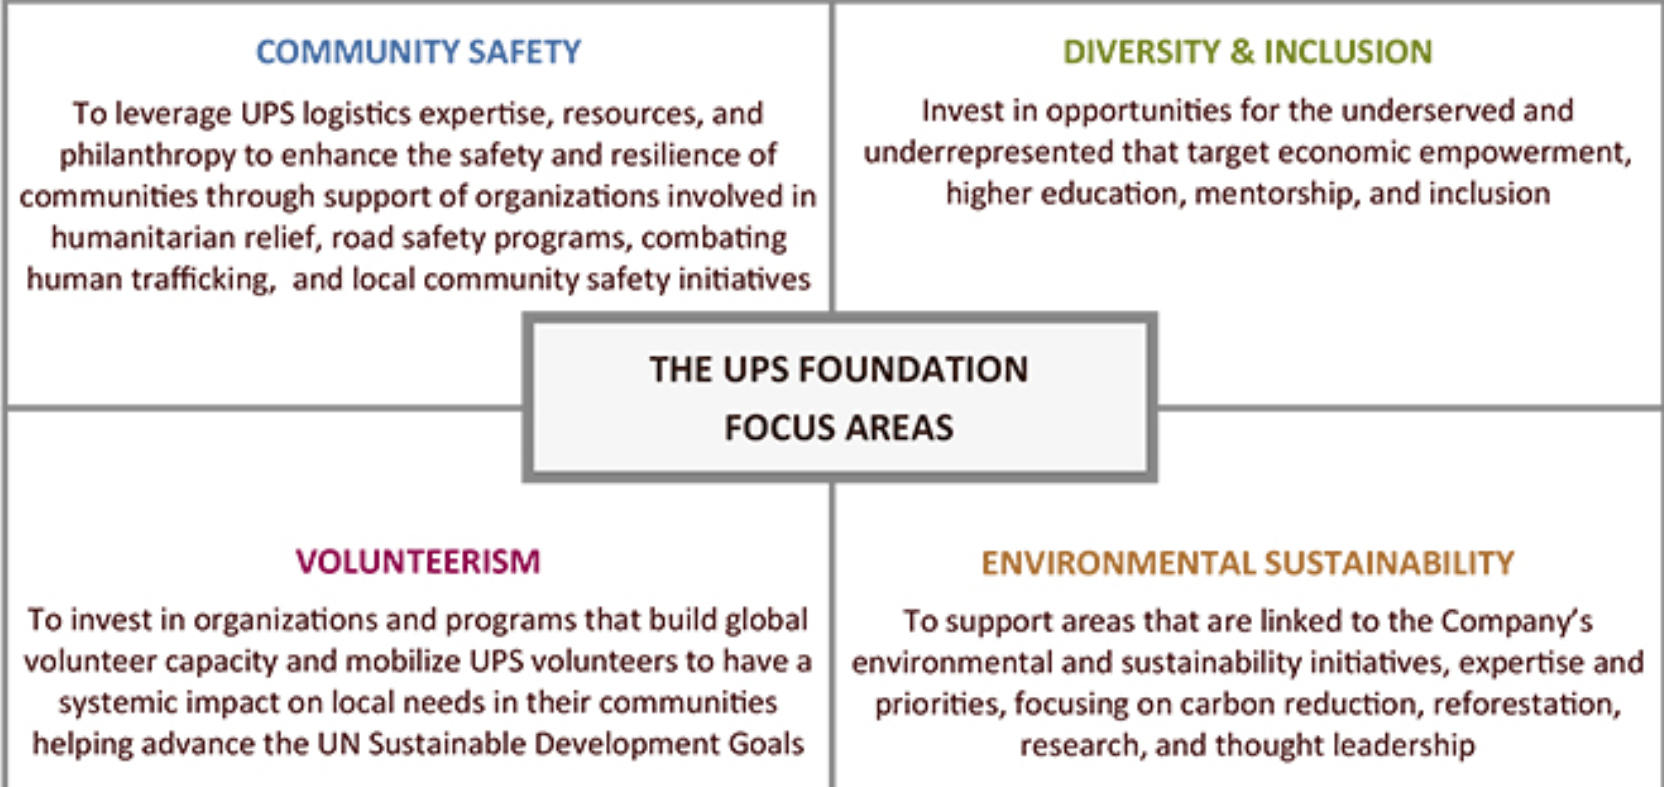 COMMUNITY SAFETY
To leverage UPS logistics expertise, resources, and
philanthropy to enhance the safety and resilience of
communities through support of organizations involved in
humanitarian relief, road safety programs, combating
human trafficking,  and local community safety initiatives
DIVERSITY & INCLUSION
Invest in opportunities for the underserved and
underrepresented that target economic empowerment,
higher education, mentorship, and inclusion
THE UPS FOUNDATION
FOCUS AREAS
VOLUNTEERISM
To invest in organizations and programs that build global
volunteer capacity and mobilize UPS volunteers to have a
systemic impact on local needs in their communities
helping advance the UN Sustainable Development Goals
ENVIRONMENTAL SUSTAINABILITY
To support areas that are linked to the Company’s
environmental and sustainability initiatives, expertise and
priorities, focusing on carbon reduction, reforestation,
research, and thought leadership